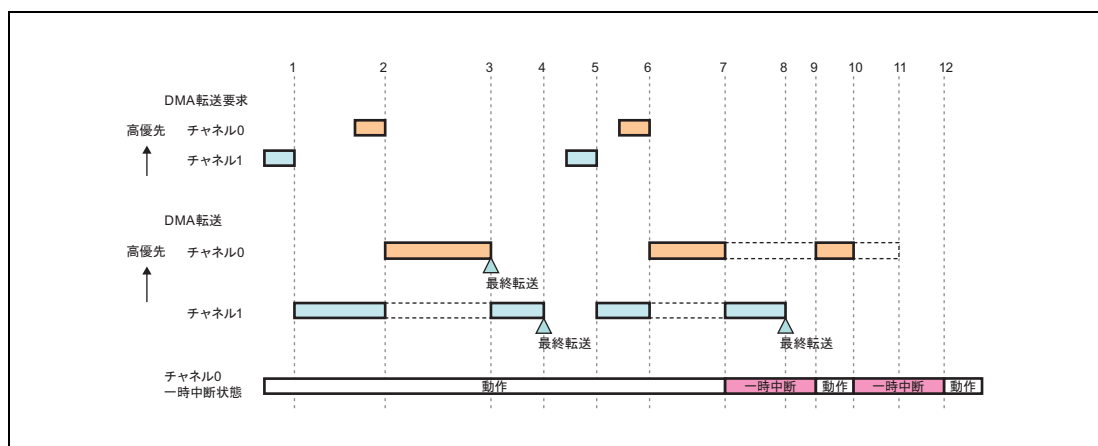 1 2 3 4 5 6 7 8 9 10 11 12
DMA転送要求
高優先 チャネル0
チャネル1
DMA転送
高優先 チャネル0
最終転送
チャネル1
最終転送 最終転送
チャネル0
一時中断状態
動作 一時中断 動作 一時中断 動作